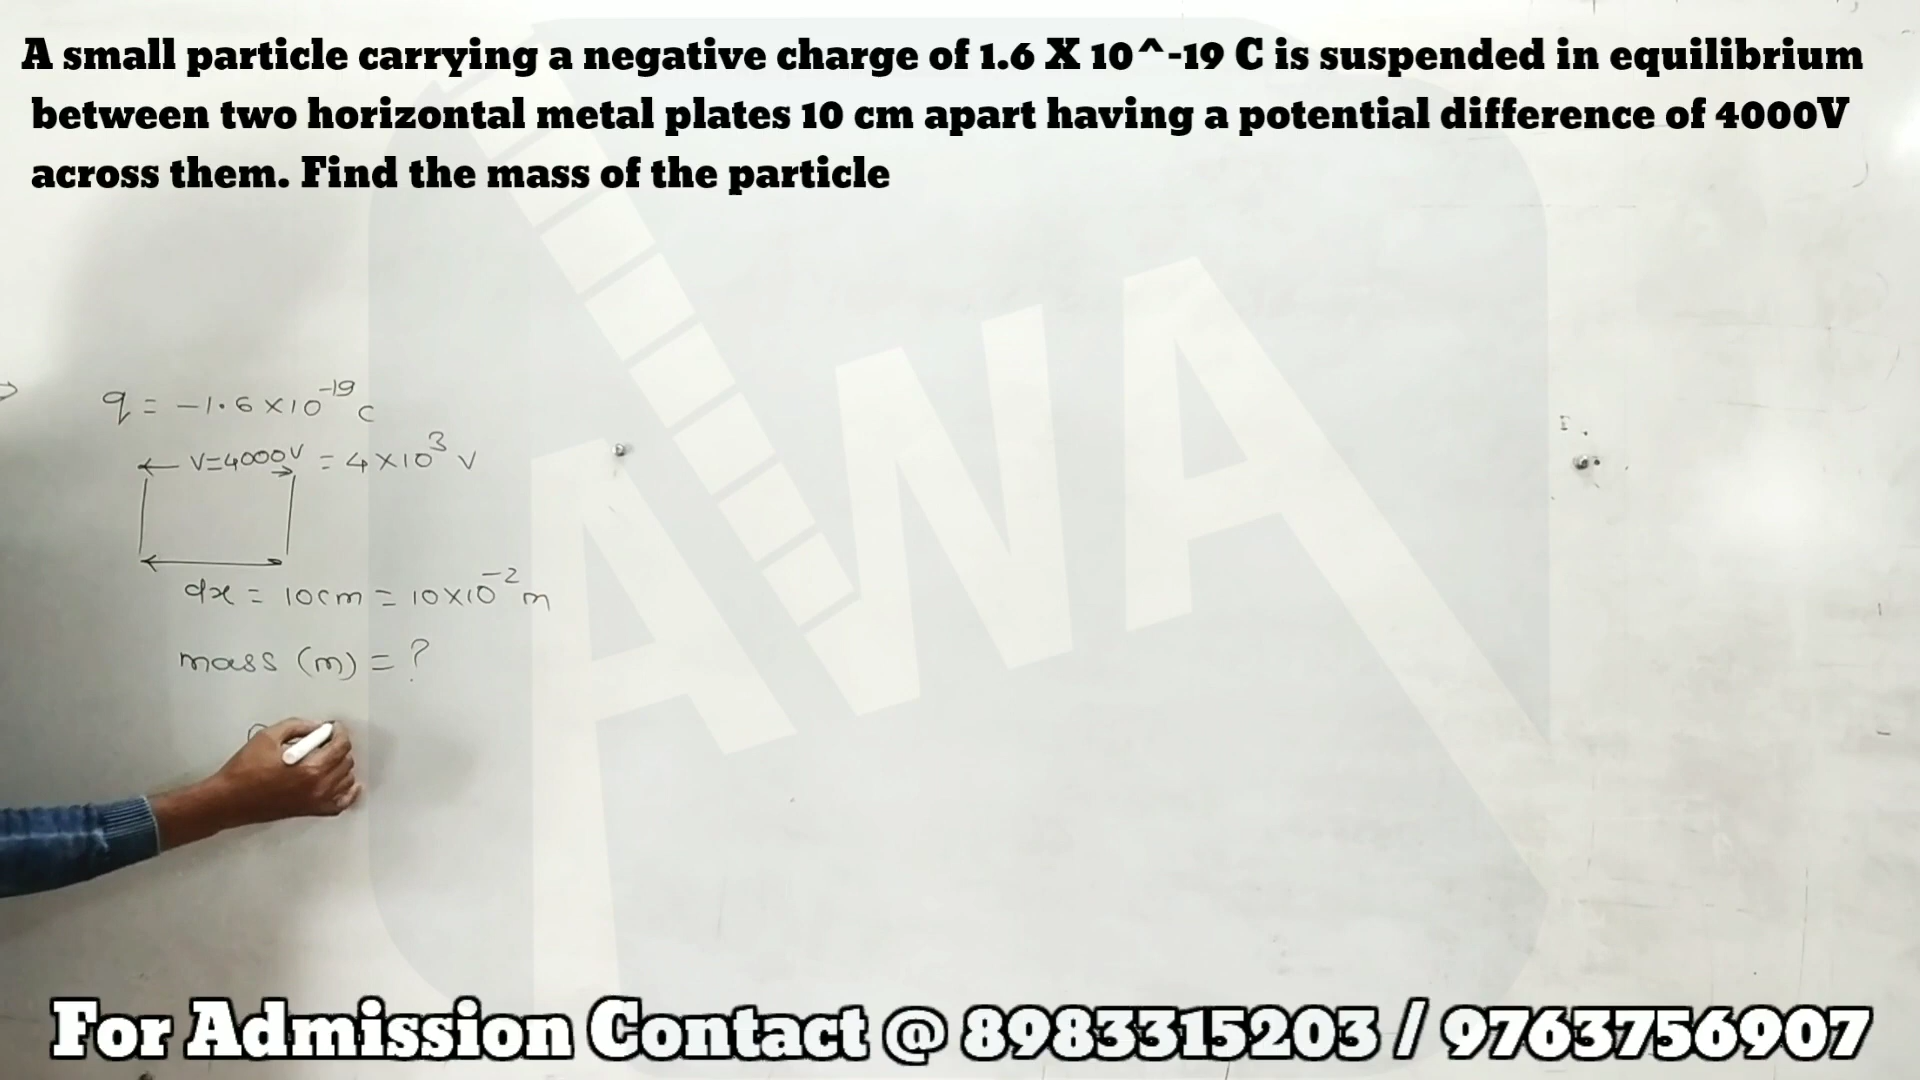 A small particle carrying a negative charge of 1.6 X 10^-19 C is suspended in equilibrium
between two horizontal metal plates 10 cm apart having a potential difference of 4000V
across them. Find the mass of the particle
AWA
q = -1.6 × 10⁻¹⁹ C
V=4000V = 4 × 10³ V
dx = 10cm = 10×10⁻² m
mass (m) = ?
For Admission Contact @ 8983315203 / 9763756907